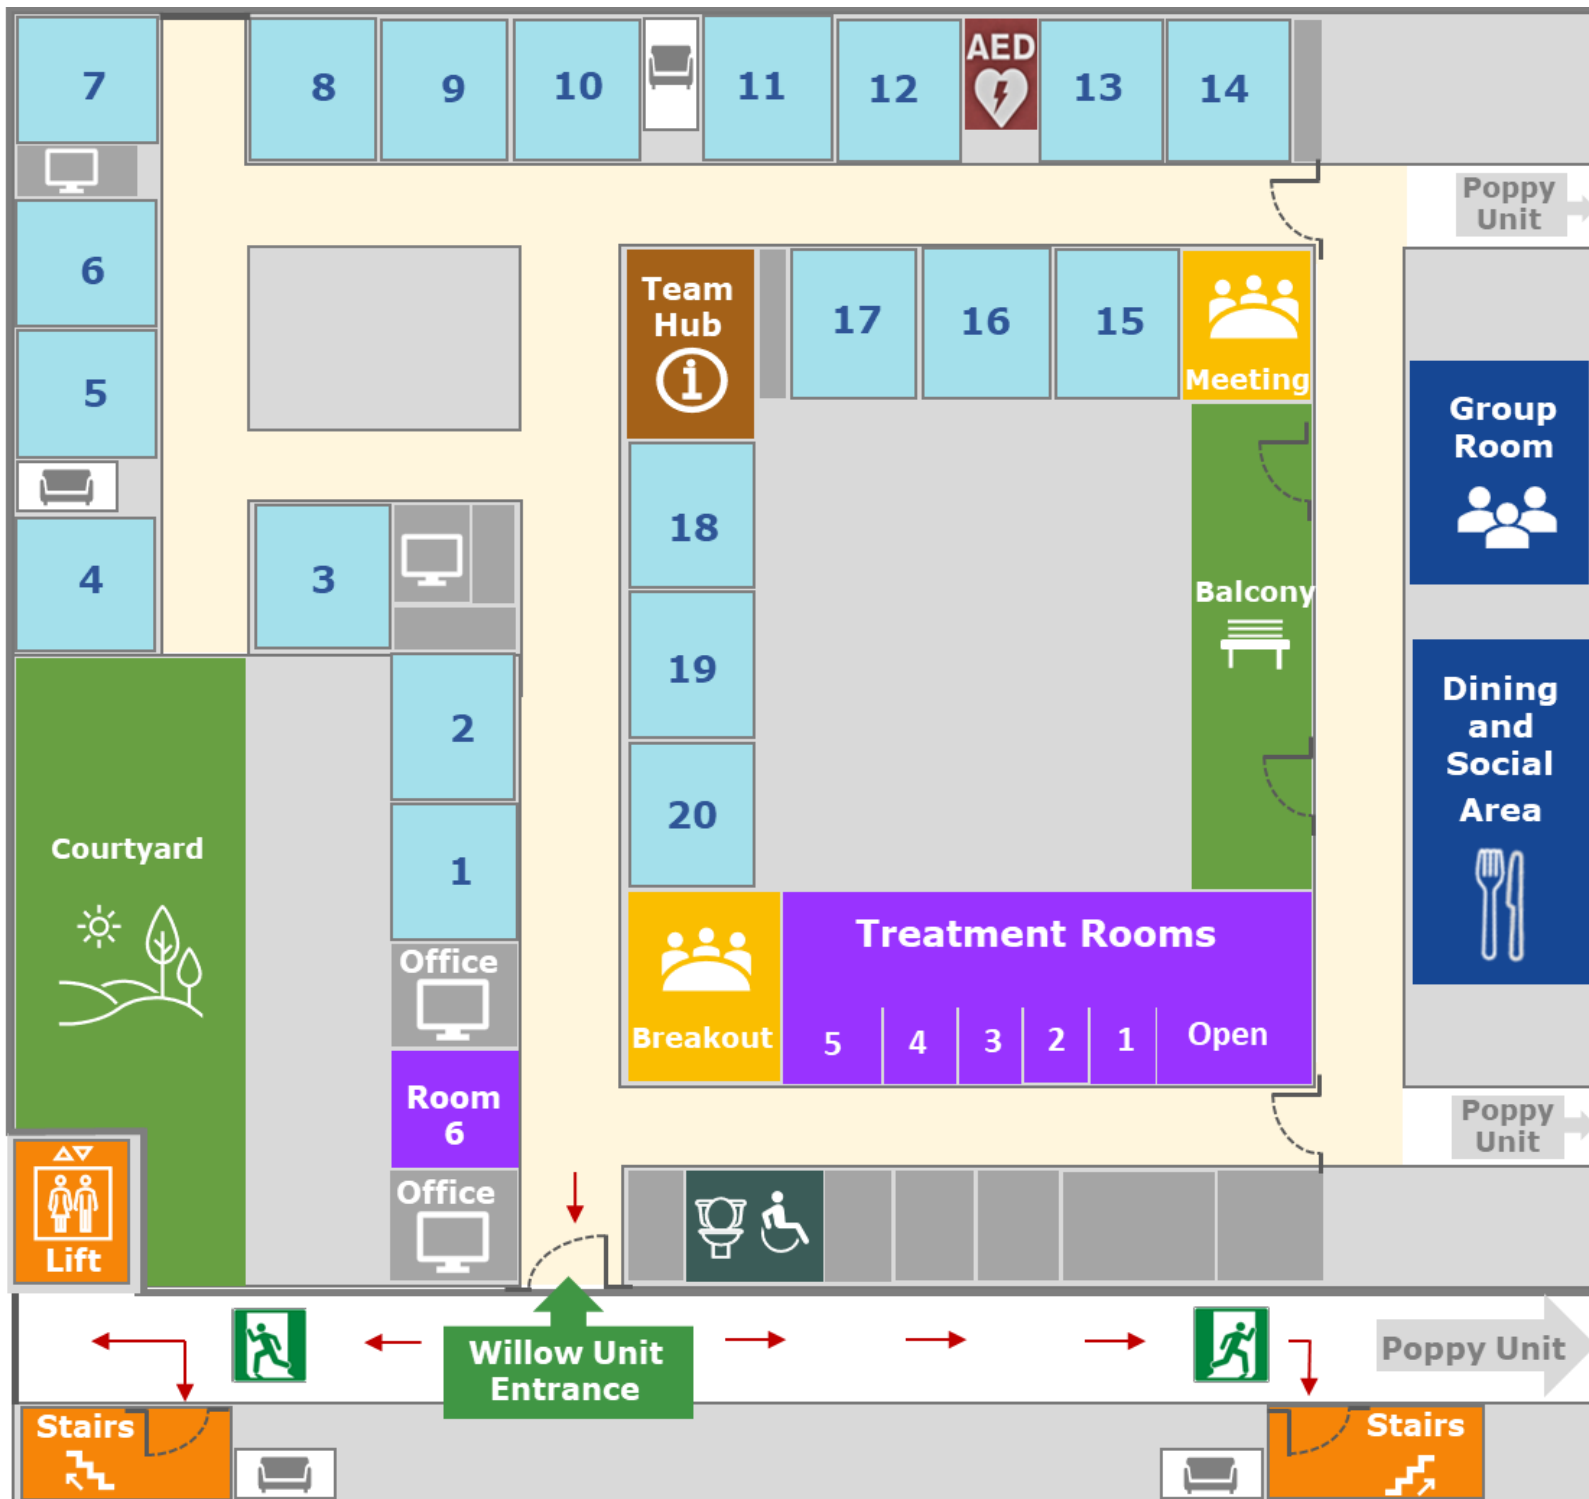 7
8
9
10
11
12
AED
13
14
Poppy
Unit
6
5
4
3
2
1
Team
Hub
i
17
16
15
Meeting
18
19
20
Balcony
Group
Room
Dining
and
Social
Area
Courtyard
Office
Room
6
Office
Breakout
Treatment Rooms
5
4
3
2
1
Open
Poppy
Unit
Lift
Willow Unit
Entrance
Poppy Unit
Stairs
Stairs